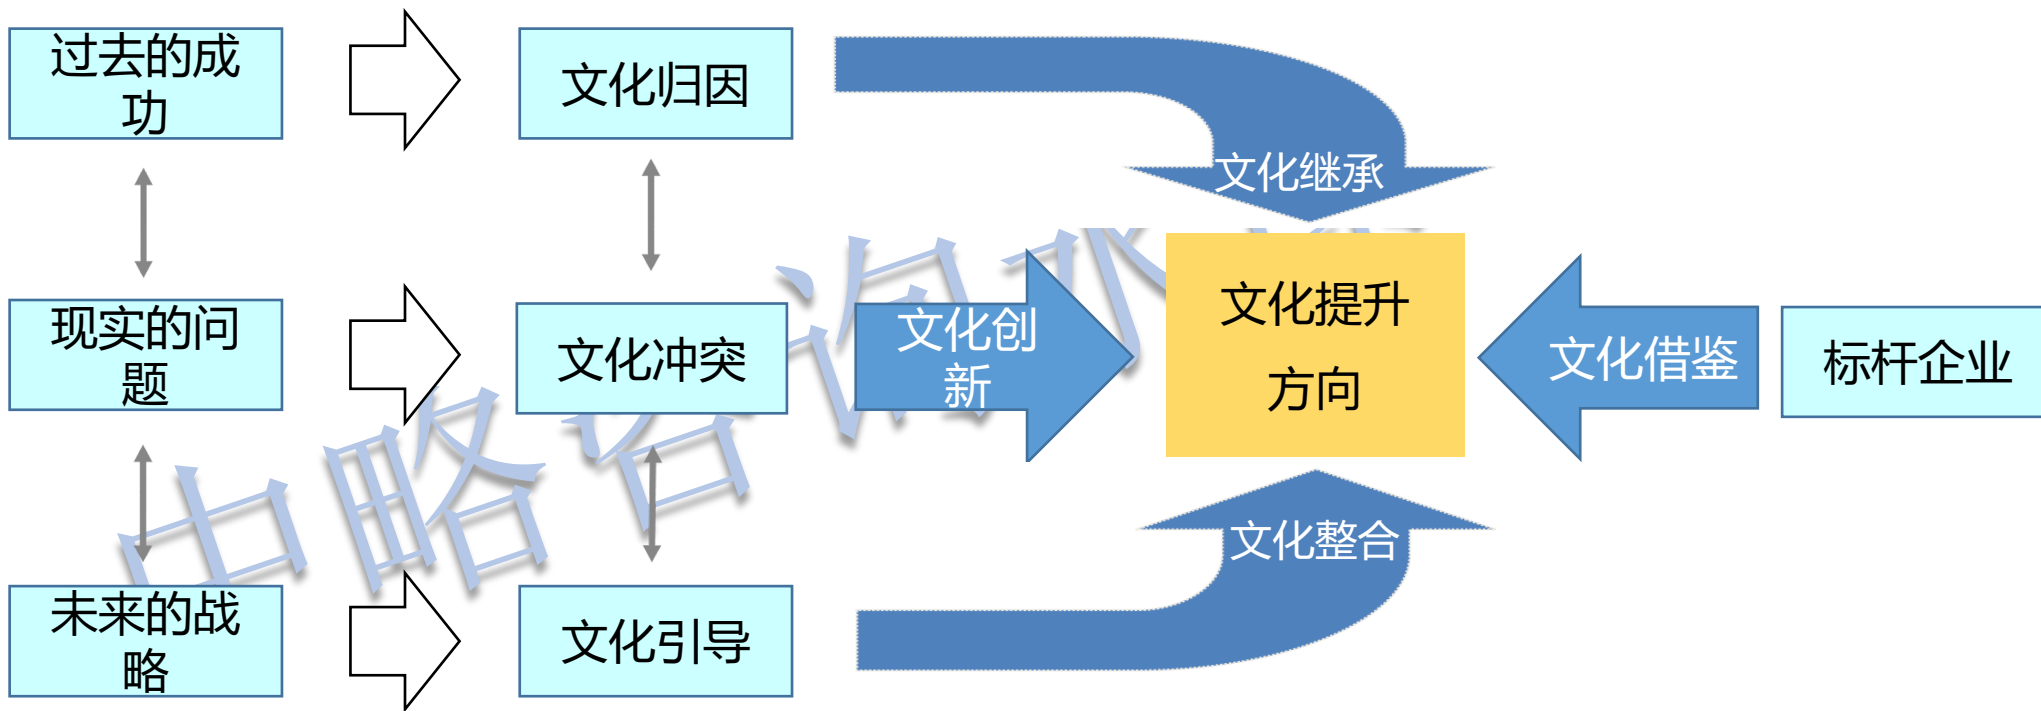 过去的成
功
文化归因
文化继承
现实的问
题
文化冲突
文化创
新
文化提升
方向
文化借鉴
标杆企业
未来的战
略
文化引导
文化整合